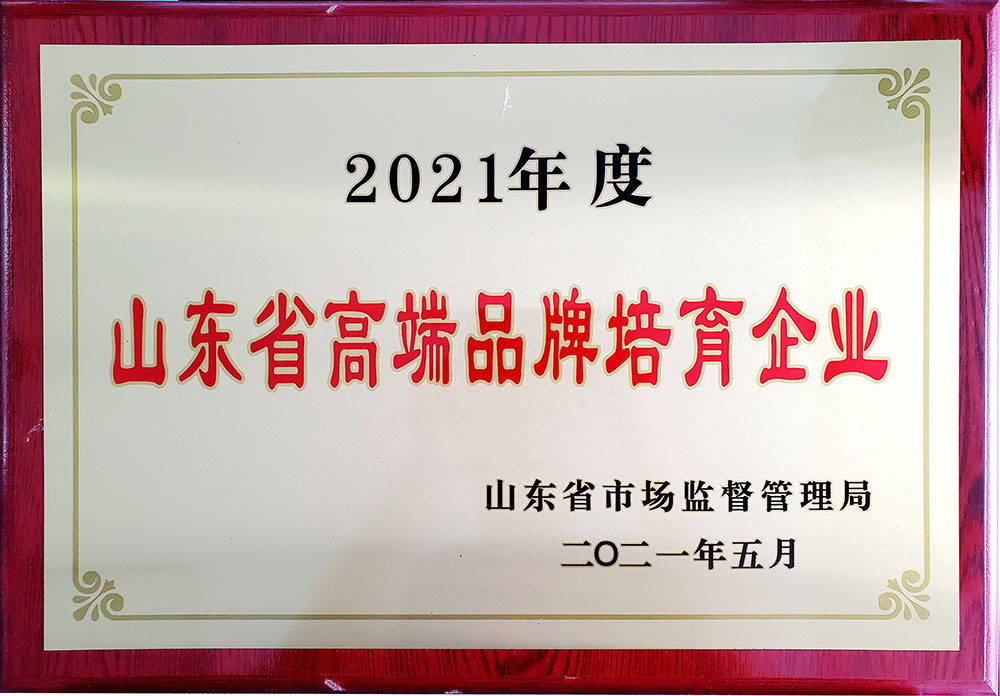 2021年度
山东省高端品牌培育企业
山东省市场监督管理局
二〇二一年五月